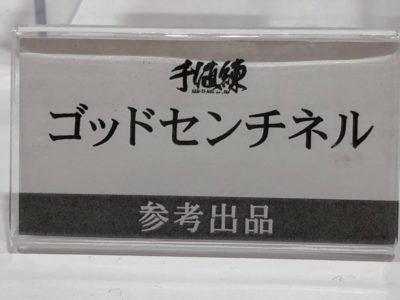 千値練
ゴッドセンチネル
参考出品